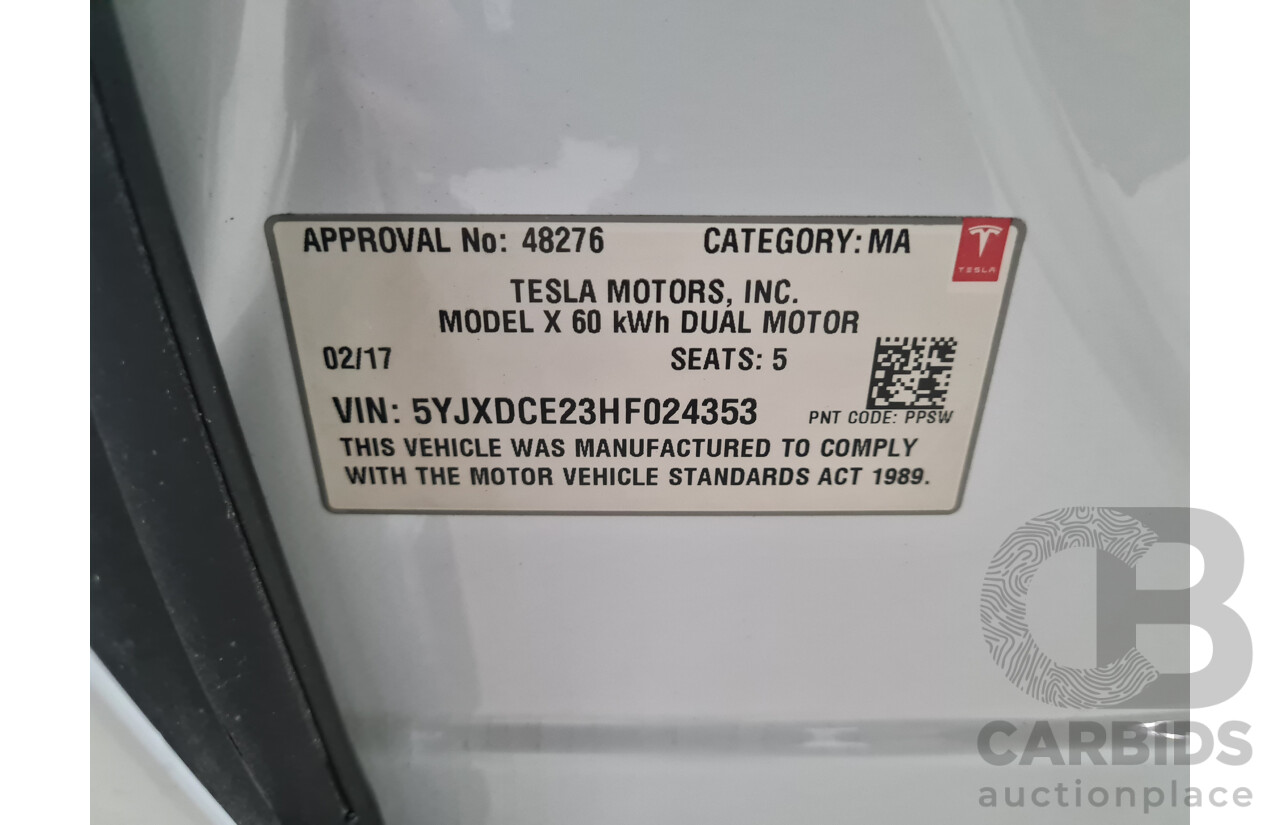 APPROVAL No: 48276 CATEGORY: MA
TESLA
TESLA MOTORS, INC.
MODEL X 60 kWh DUAL MOTOR
02/17 SEATS: 5
VIN: 5YJXDCE23HF024353 PNT CODE: PPSW
THIS VEHICLE WAS MANUFACTURED TO COMPLY
WITH THE MOTOR VEHICLE STANDARDS ACT 1989.
CB
CARBIDS
auctionplace